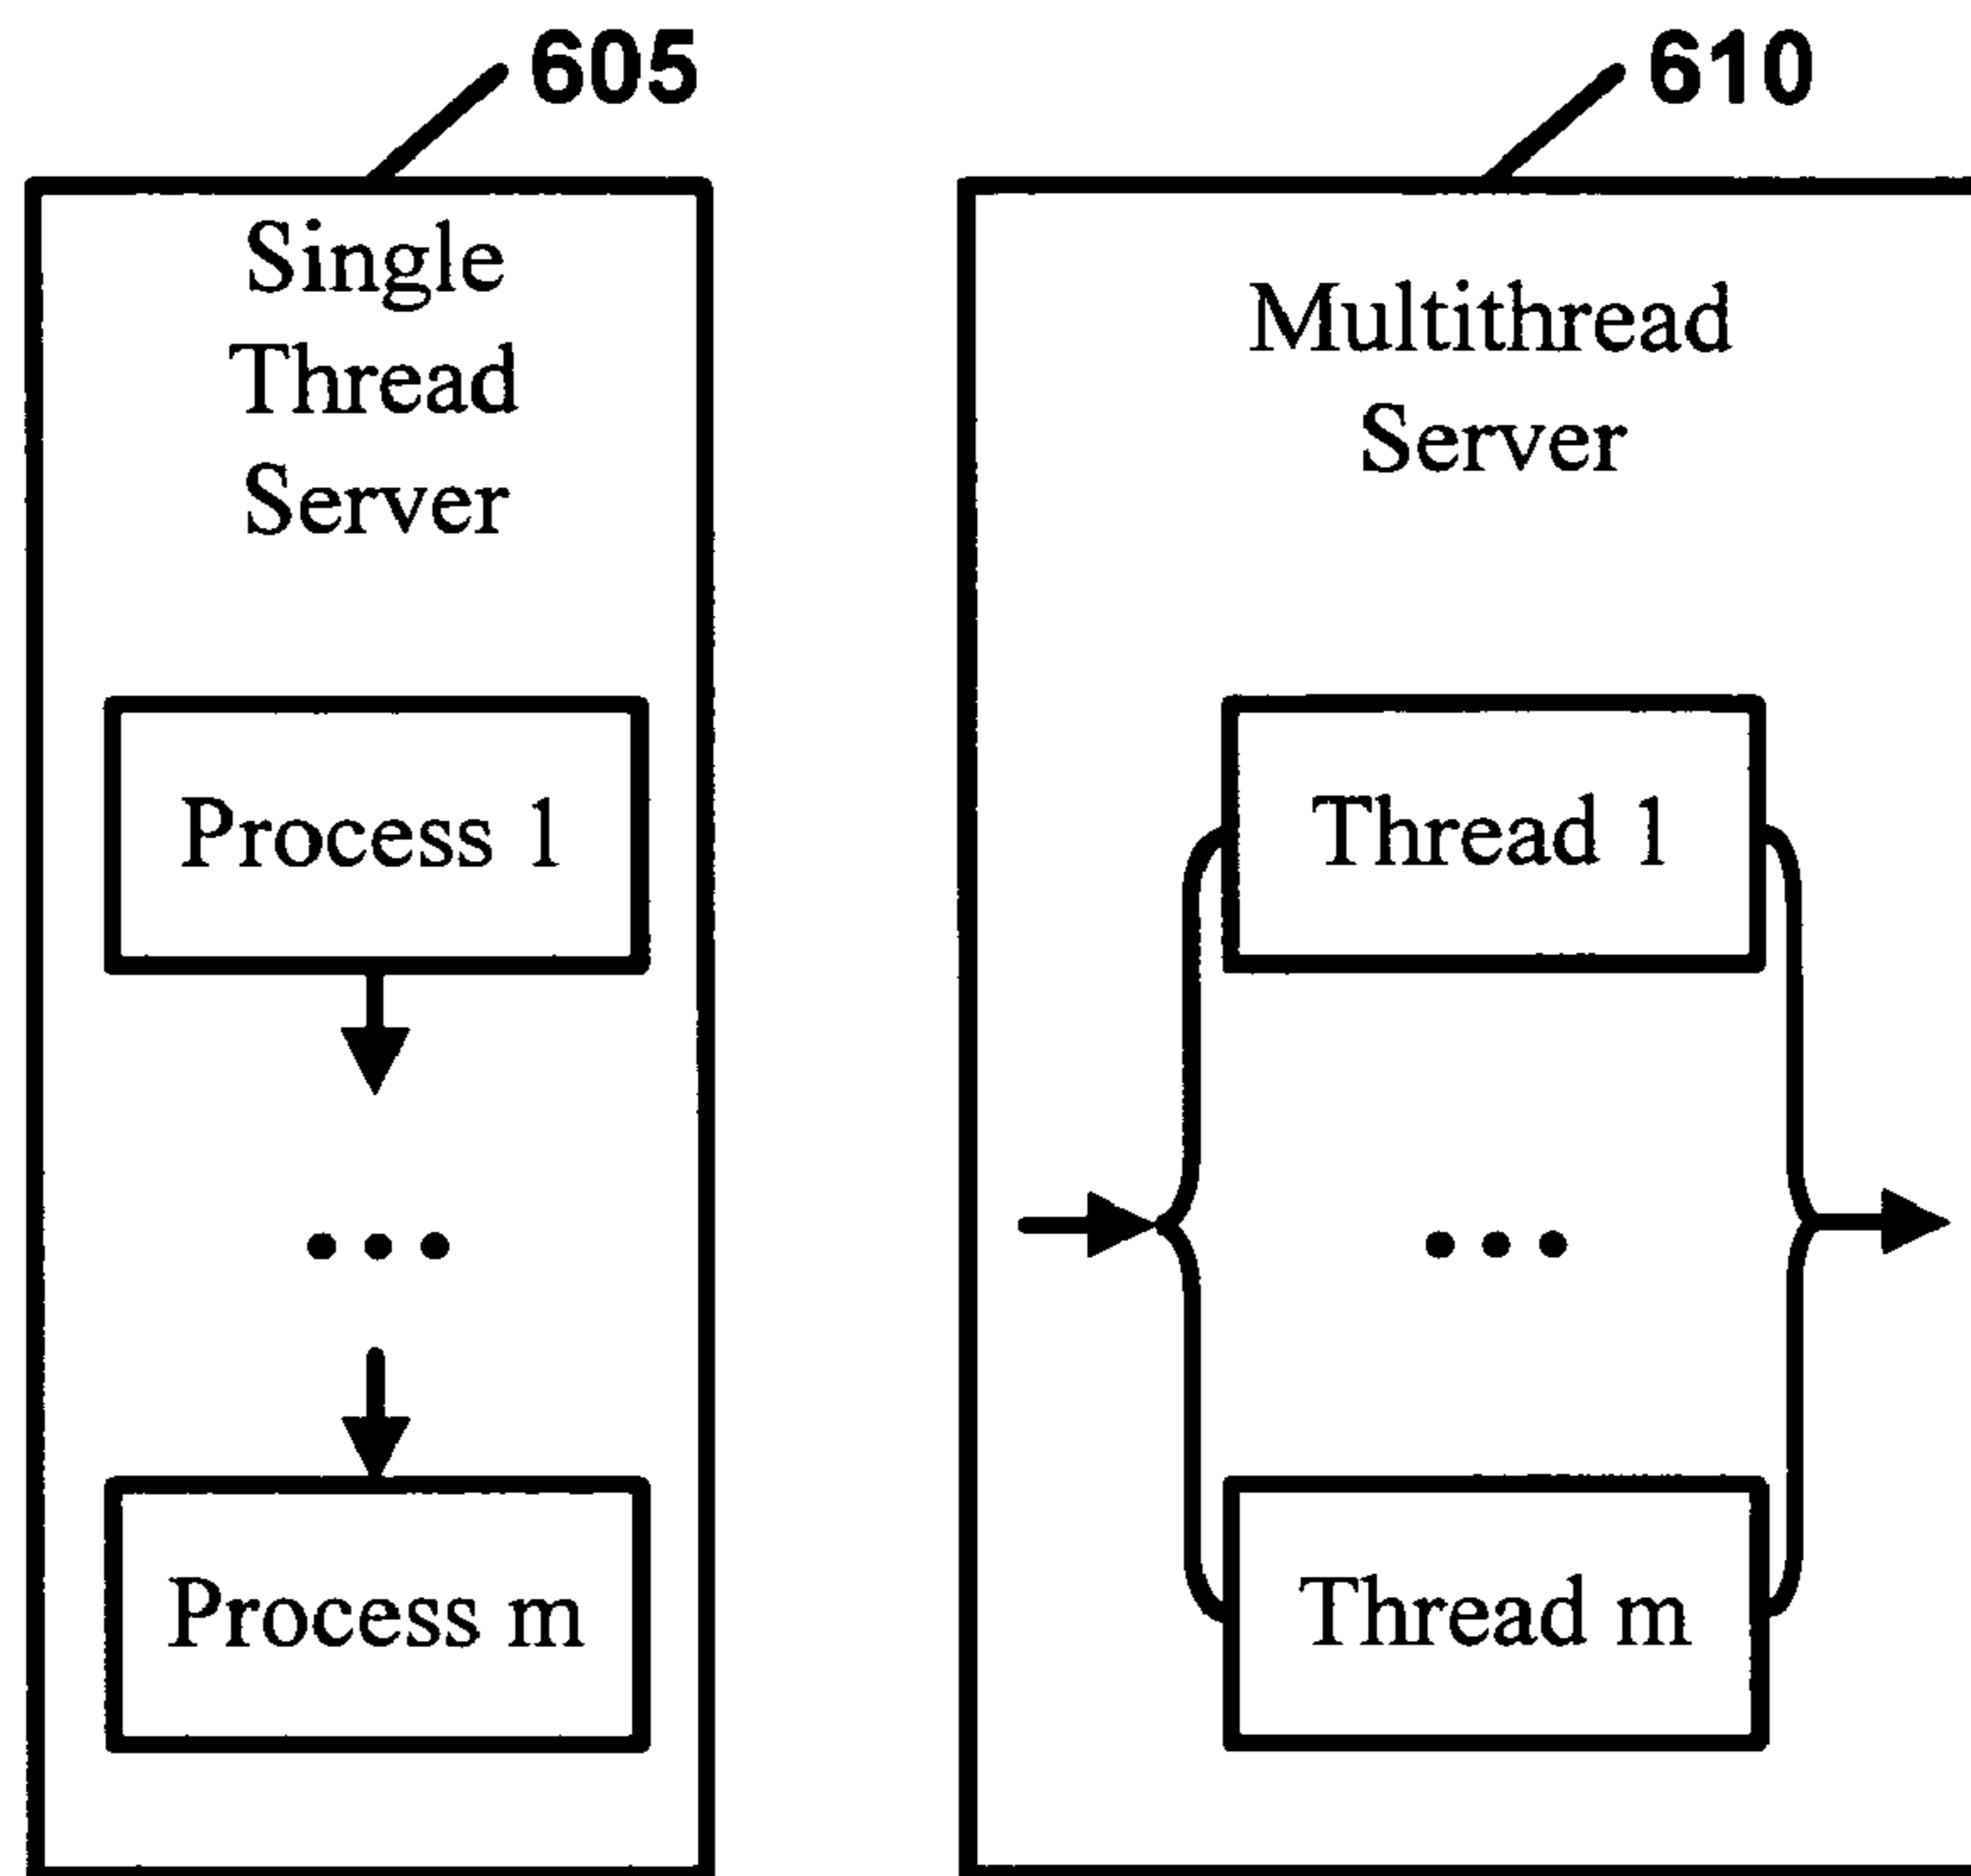 605
Single
Thread
Server
Process 1
...
Process m
610
Multithread
Server
Thread 1
...
Thread m